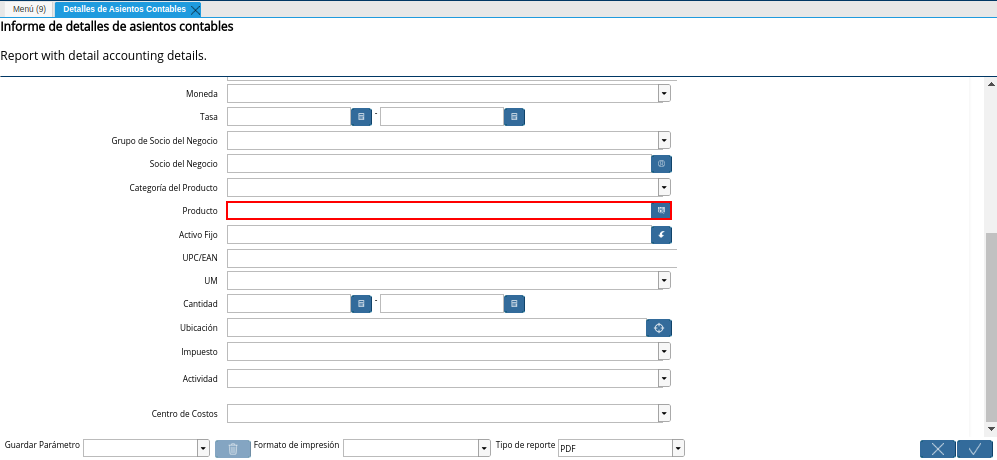 Menú (9) Detalles de Asientos Contables
Informe de detalles de asientos contables
Report with detail accounting details.
Moneda
Tasa -
Grupo de Socio del Negocio
Socio del Negocio
Categoría del Producto
Producto
Activo Fijo
UPC/EAN
UM
Cantidad -
Ubicación
Impuesto
Actividad
Centro de Costos
Guardar Parámetro Formato de impresión Tipo de reporte PDF